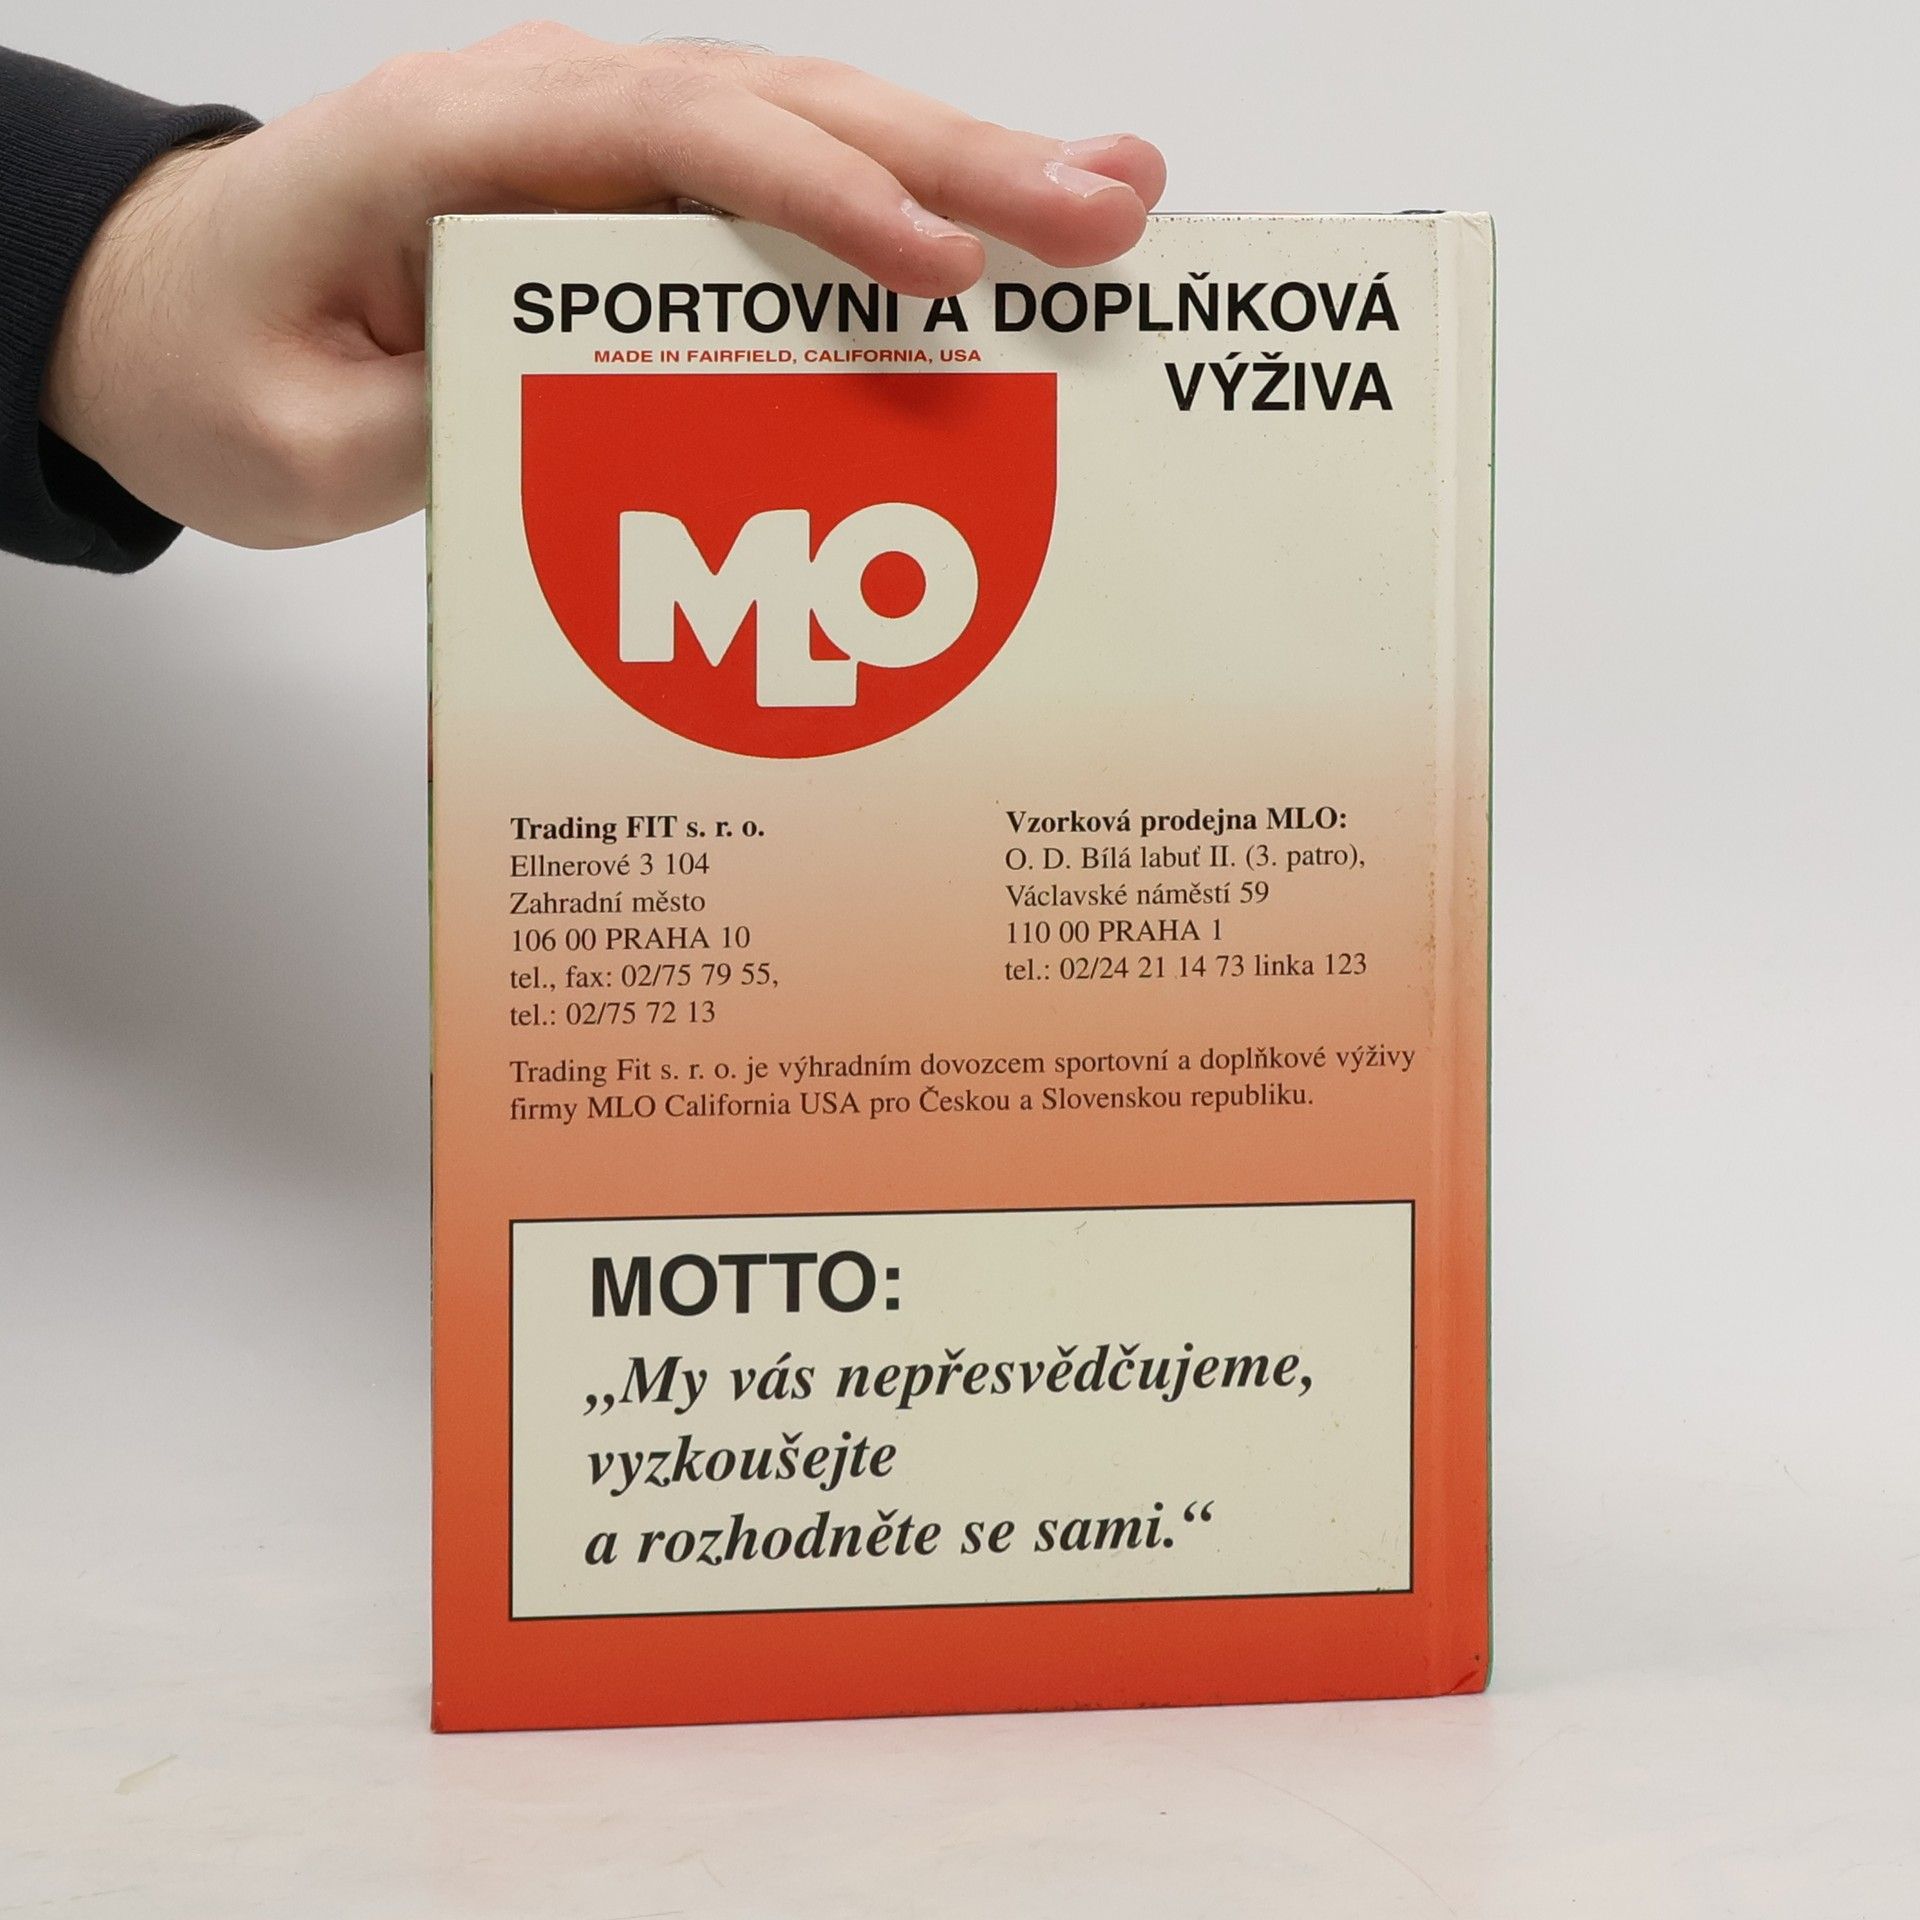 SPORTOVNÍ A DOPLŇKOVÁ
VÝŽIVA
MADE IN FAIRFIELD, CALIFORNIA, USA
MLO
Trading FIT s. r. o.
Ellnerové 3 104
Zahradní město
106 00 PRAHA 10
tel., fax: 02/75 79 55,
tel.: 02/75 72 13
Vzorková prodejna MLO:
O. D. Bílá labuť II. (3. patro),
Václavské náměstí 59
110 00 PRAHA 1
tel.: 02/24 21 14 73 linka 123
Trading Fit s. r. o. je výhradním dovozcem sportovní a doplňkové výživy
firmy MLO California USA pro Českou a Slovenskou republiku.
MOTTO:
„My vás nepřesvědčujeme,
vyzkoušejte
a rozhodněte se sami.“